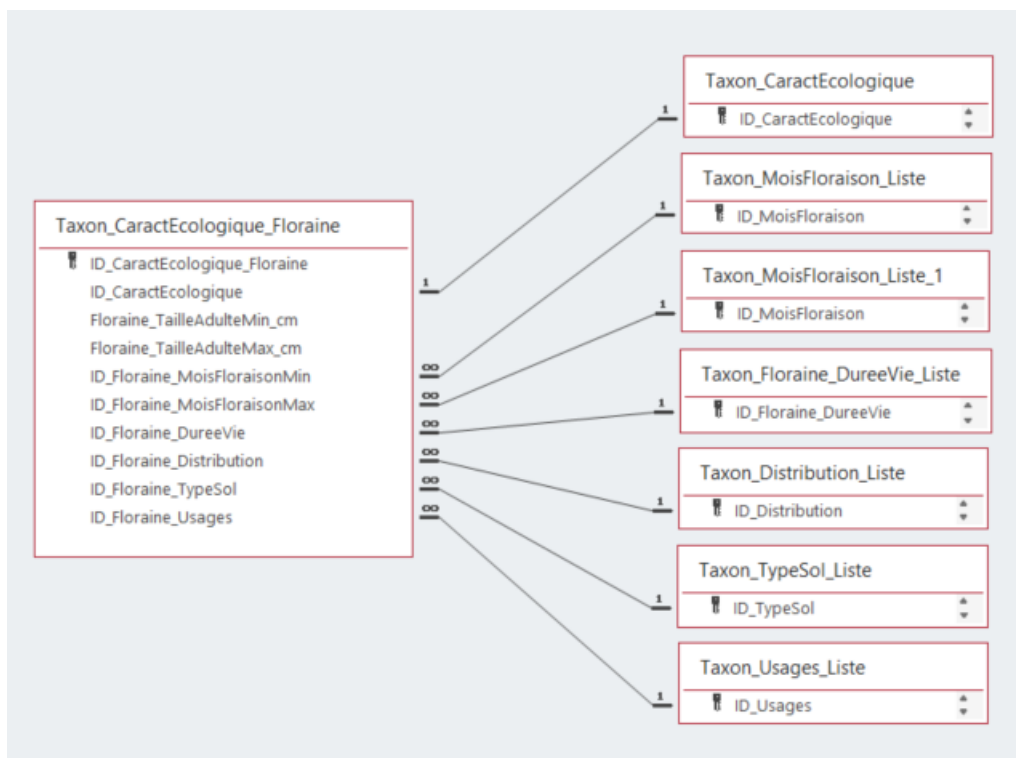 Taxon_CaractEcologique_Floraine
ID_CaractEcologique_Floraine
ID_CaractEcologique
1
Floraine_TailleAdulteMin_cm
Floraine_TailleAdulteMax_cm
ID_Floraine_MoisFloraisonMin
∞
ID_Floraine_MoisFloraisonMax
∞
ID_Floraine_DureeVie
∞
ID_Floraine_Distribution
∞
ID_Floraine_TypeSol
∞
ID_Floraine_Usages
∞
Taxon_CaractEcologique
1
ID_CaractEcologique
Taxon_MoisFloraison_Liste
1
ID_MoisFloraison
Taxon_MoisFloraison_Liste_1
1
ID_MoisFloraison
Taxon_Floraine_DureeVie_Liste
1
ID_Floraine_DureeVie
Taxon_Distribution_Liste
1
ID_Distribution
Taxon_TypeSol_Liste
1
ID_TypeSol
Taxon_Usages_Liste
1
ID_Usages